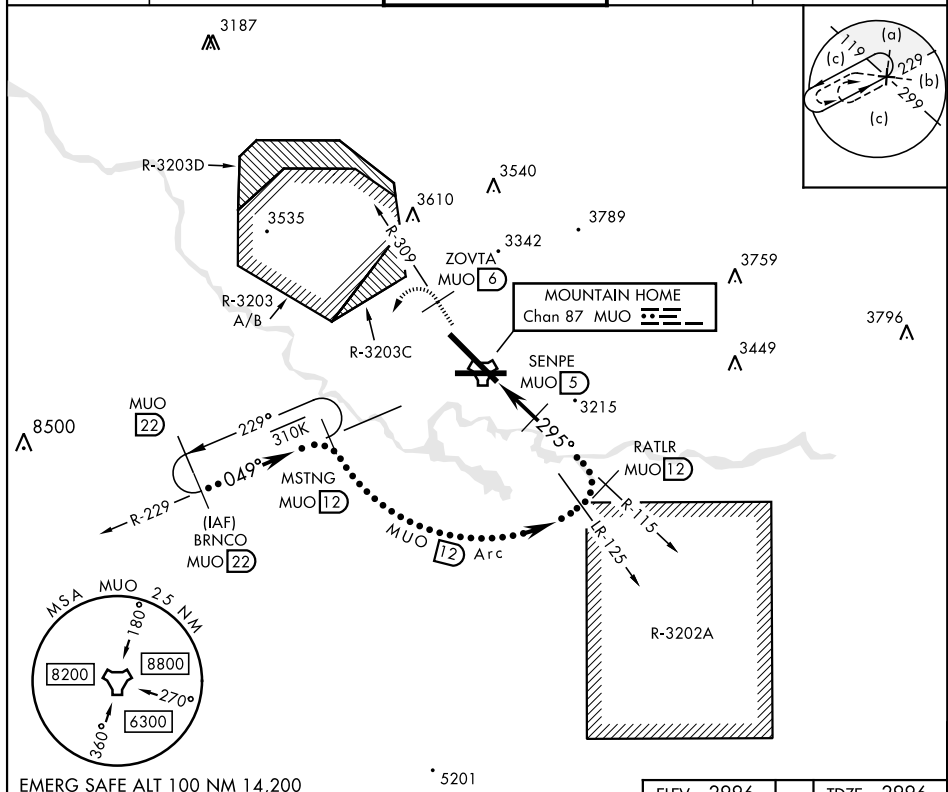 3187
(a)
119
(c)
229
(b)
299
(c)
R-3203D
3540
3610
3535
R-309
3789
3342
ZOVTA
MUO 6
3759
MOUNTAIN HOME
Chan 87 MUO
R-3203
A/B
R-3203C
3796
3449
SENPE
MUO 5
3215
MUO
22
8500
229°
310K
295°
RATLR
MUO 12
049°
MSTNG
MUO 12
R-229
(IAF)
BRNCO
MUO 22
MUO 12 Arc
R-115
LR-125
R-3202A
MSA MUO 25 NM
180°
8200
8800
270°
360°
6300
EMERG SAFE ALT 100 NM 14,200
5201
ELEV 2996
TDZE 2996